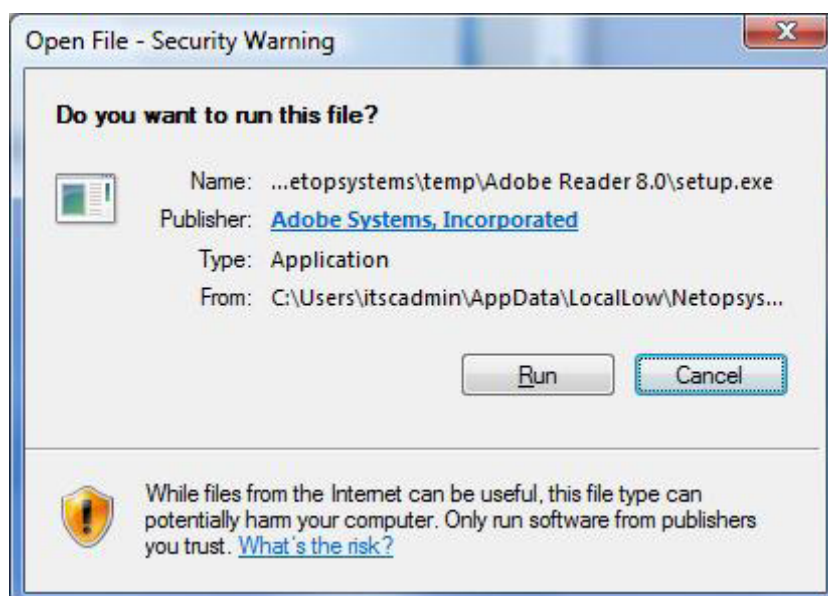 Open File - Security Warning
Do you want to run this file?
Name: ...etopsystems\temp\Adobe Reader 8.0\setup.exe
Publisher: Adobe Systems, Incorporated
Type: Application
From: C:\Users\itscadmin\AppData\LocalLow\Netopsys...
Run Cancel
While files from the Internet can be useful, this file type can
potentially harm your computer. Only run software from publishers
you trust. What's the risk?